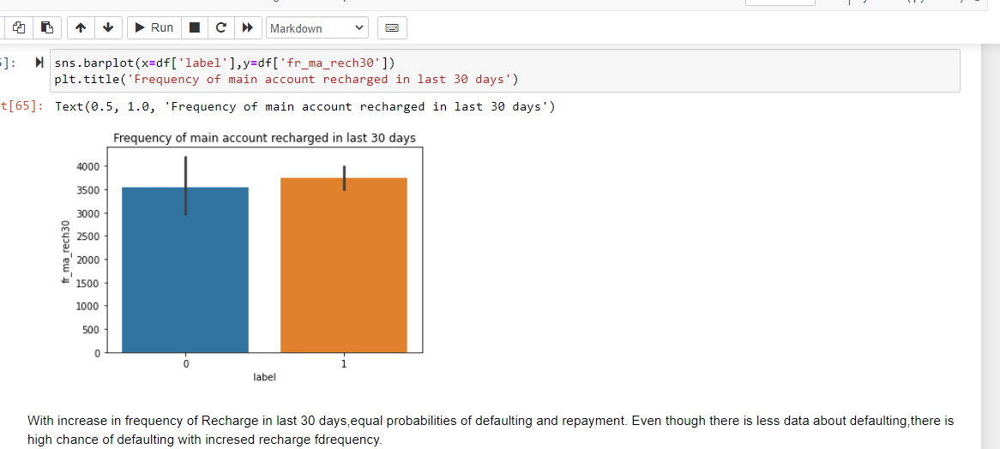 Run
Markdown
]:
sns.barplot(x=df['label'],y=df['fr_ma_rech30'])
plt.title('Frequency of main account recharged in last 30 days')
t[65]:
Text(0.5, 1.0, 'Frequency of main account recharged in last 30 days')
Frequency of main account recharged in last 30 days
4000
3500
3000
2500
2000
1500
1000
500
0
fr_ma_rech30
0
1
label
With increase in frequency of Recharge in last 30 days,equal probabilities of defaulting and repayment. Even though there is less data about defaulting,there is
high chance of defaulting with incresed recharge fdrequency.